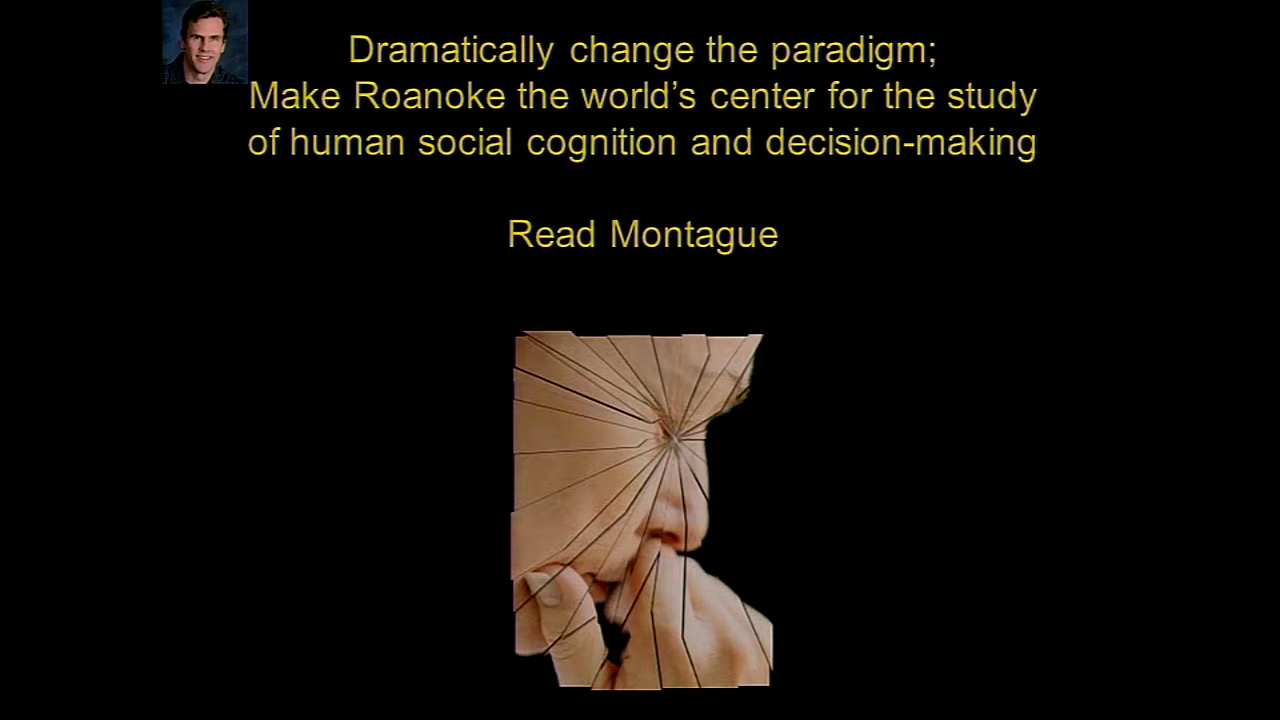 Dramatically change the paradigm;
Make Roanoke the world’s center for the study
of human social cognition and decision-making
Read Montague